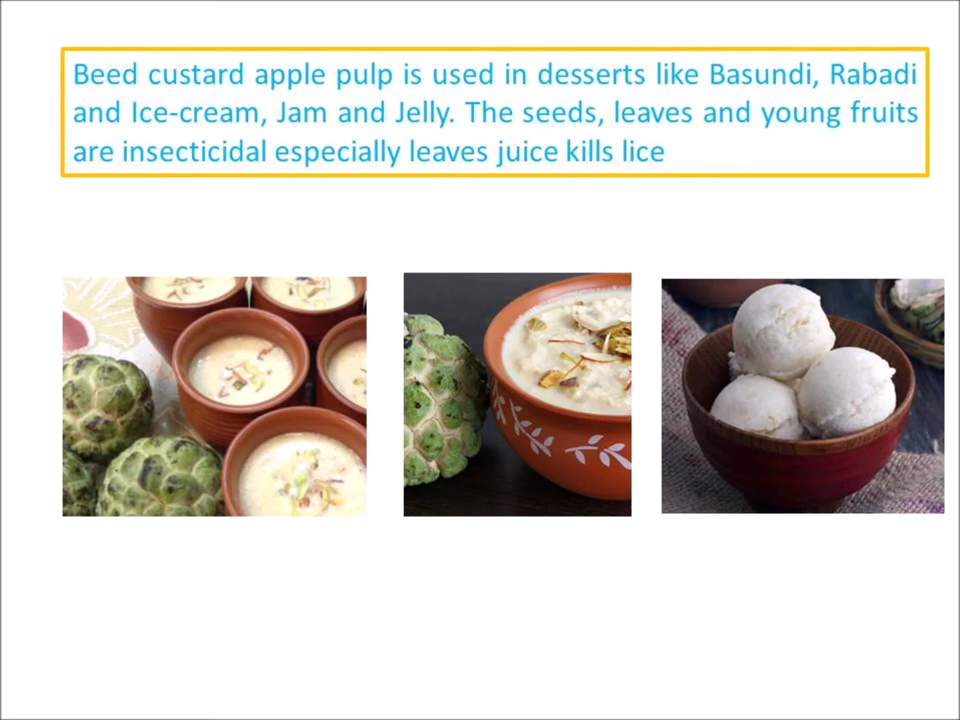 Beed custard apple pulp is used in desserts like Basundi, Rabadi
and Ice-cream, Jam and Jelly. The seeds, leaves and young fruits
are insecticidal especially leaves juice kills lice